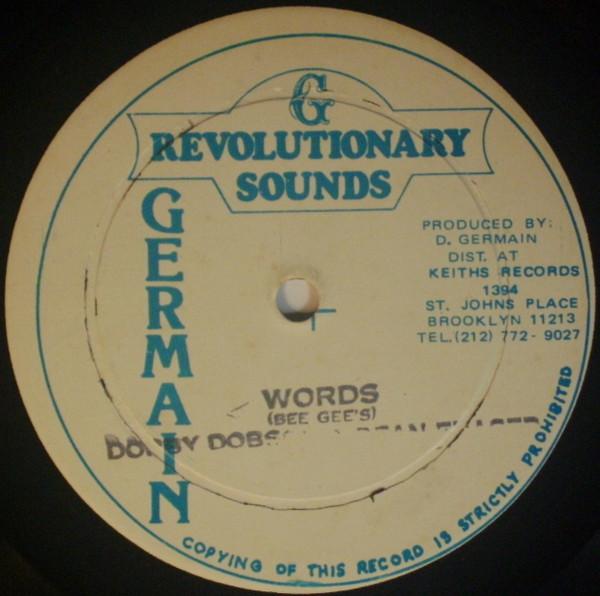 G
REVOLUTIONARY
SOUNDS
GERMAIN
PRODUCED BY:
D. GERMAIN
DIST. AT
KEITHS RECORDS
1394
ST. JOHNS PLACE
BROOKLYN 11213
TEL.(212) 772-9027
WORDS
(BEE GEE'S)
DOBBY
COPYING OF THIS RECORD IS STRICTLY PROHIBITED